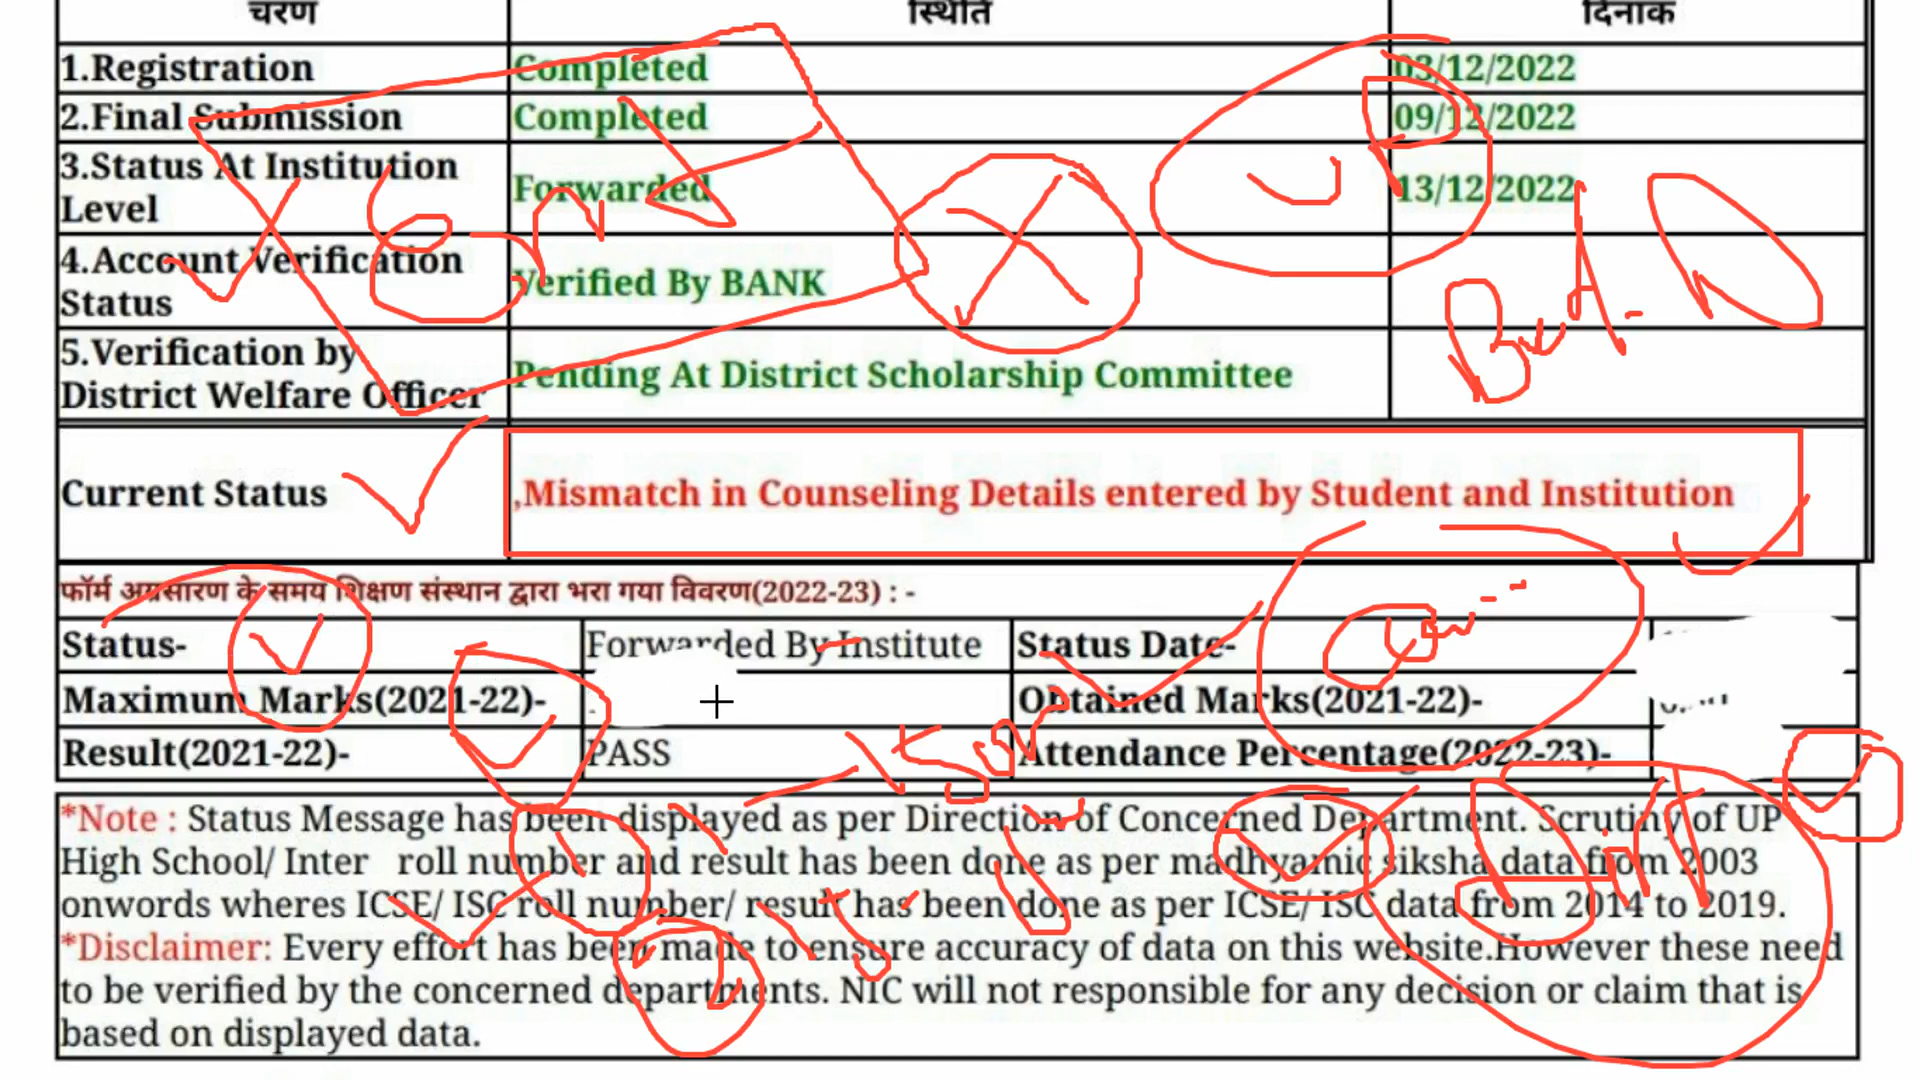 चरण स्थिति दिनांक
1.Registration Completed 03/12/2022
2.Final Submission Completed 09/12/2022
3.Status At Institution Level Forwarded 13/12/2022
4.Account Verification Status Verified By BANK
5.Verification by District Welfare Officer Pending At District Scholarship Committee
Current Status ,Mismatch in Counseling Details entered by Student and Institution
फॉर्म अग्रसारण के समय शिक्षण संस्थान द्वारा भरा गया विवरण(2022-23) : -
Status- Forwarded By Institute Status Date-
Maximum Marks(2021-22)- Obtained Marks(2021-22)-
Result(2021-22)- PASS Attendance Percentage(2022-23)-
*Note : Status Message has been displayed as per Direction of Concerned Department. Scrutiny of UP
High School/ Inter roll number and result has been done as per madhyamic siksha data from 2003
onwords wheres ICSE/ ISC roll number/ result has been done as per ICSE/ ISC data from 2014 to 2019.
*Disclaimer: Every effort has been made to ensure accuracy of data on this website.However these need
to be verified by the concerned departments. NIC will not responsible for any decision or claim that is
based on displayed data.